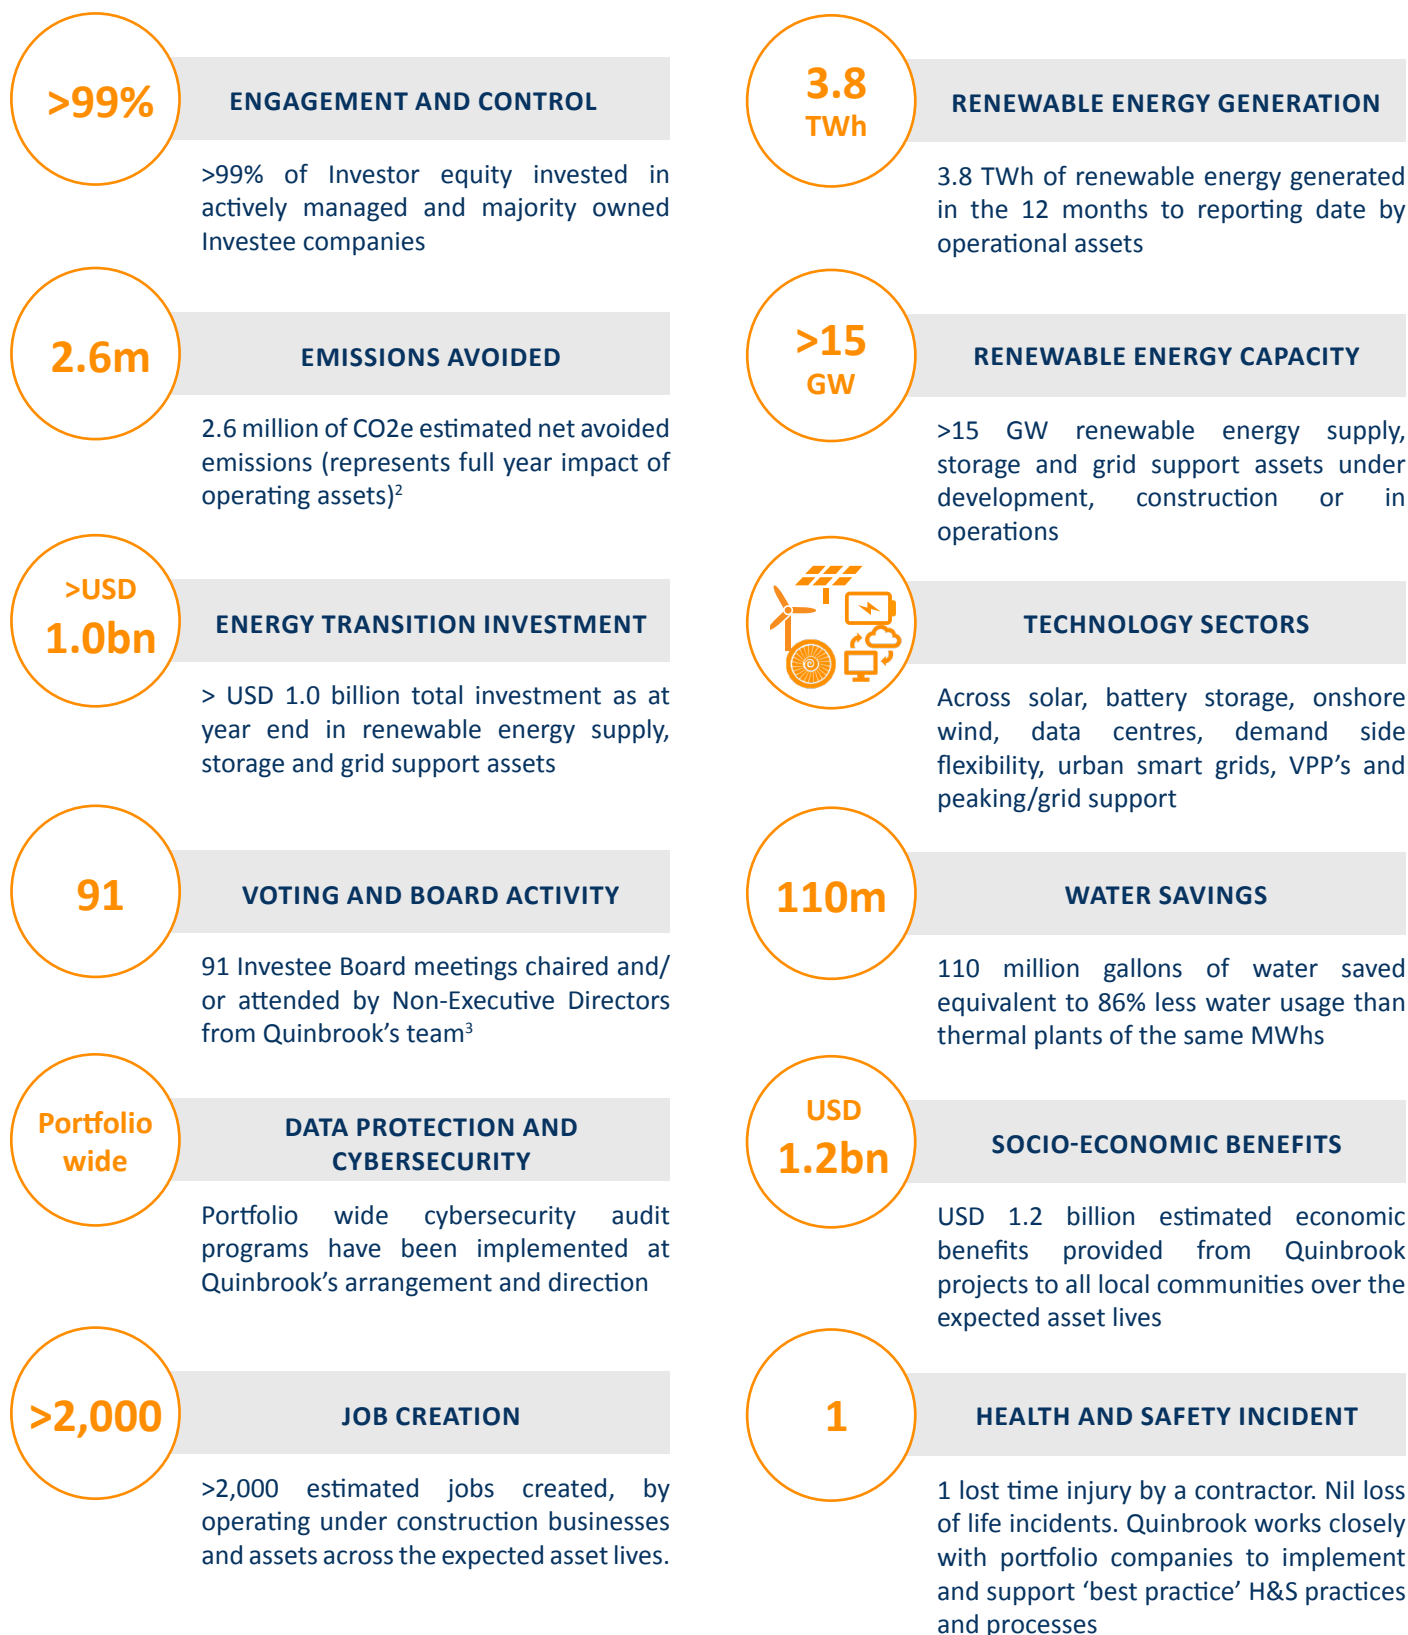 >99%
ENGAGEMENT AND CONTROL
>99% of Investor equity invested in
actively managed and majority owned
Investee companies
3.8
TWh
RENEWABLE ENERGY GENERATION
3.8 TWh of renewable energy generated
in the 12 months to reporting date by
operational assets
2.6m
EMISSIONS AVOIDED
2.6 million of CO2e estimated net avoided
emissions (represents full year impact of
operating assets)²
>15
GW
RENEWABLE ENERGY CAPACITY
>15 GW renewable energy supply,
storage and grid support assets under
development, construction or in
operations
>USD
1.0bn
ENERGY TRANSITION INVESTMENT
> USD 1.0 billion total investment as at
year end in renewable energy supply,
storage and grid support assets
TECHNOLOGY SECTORS
Across solar, battery storage, onshore
wind, data centres, demand side
flexibility, urban smart grids, VPP’s and
peaking/grid support
91
VOTING AND BOARD ACTIVITY
91 Investee Board meetings chaired and/
or attended by Non-Executive Directors
from Quinbrook’s team³
110m
WATER SAVINGS
110 million gallons of water saved
equivalent to 86% less water usage than
thermal plants of the same MWhs
Portfolio
wide
DATA PROTECTION AND
CYBERSECURITY
Portfolio wide cybersecurity audit
programs have been implemented at
Quinbrook’s arrangement and direction
USD
1.2bn
SOCIO-ECONOMIC BENEFITS
USD 1.2 billion estimated economic
benefits provided from Quinbrook
projects to all local communities over the
expected asset lives
>2,000
JOB CREATION
>2,000 estimated jobs created, by
operating under construction businesses
and assets across the expected asset lives.
1
HEALTH AND SAFETY INCIDENT
1 lost time injury by a contractor. Nil loss
of life incidents. Quinbrook works closely
with portfolio companies to implement
and support ‘best practice’ H&S practices
and processes